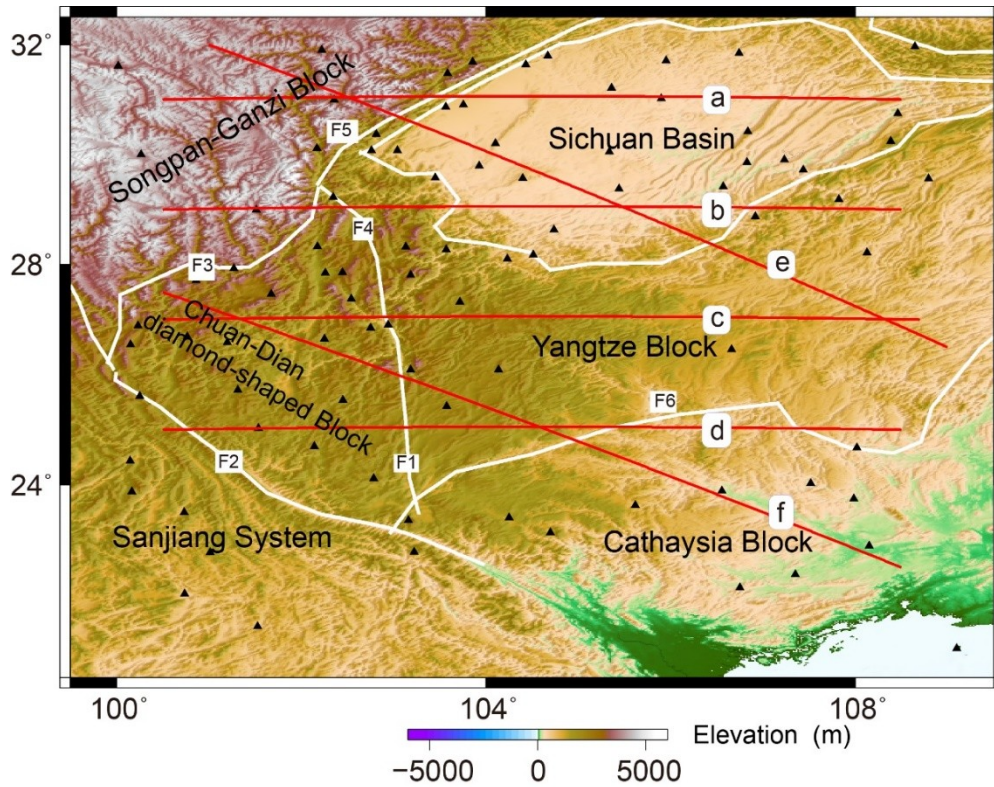 32°
28°
24°
100°
104°
108°
Songpan-Ganzi Block
F5
a
Sichuan Basin
b
F4
F3
e
Chuan-Dian
diamond-shaped Block
c
Yangtze Block
F6
d
F2
F1
f
Sanjiang System
Cathaysia Block
Elevation (m)
−5000
0
5000